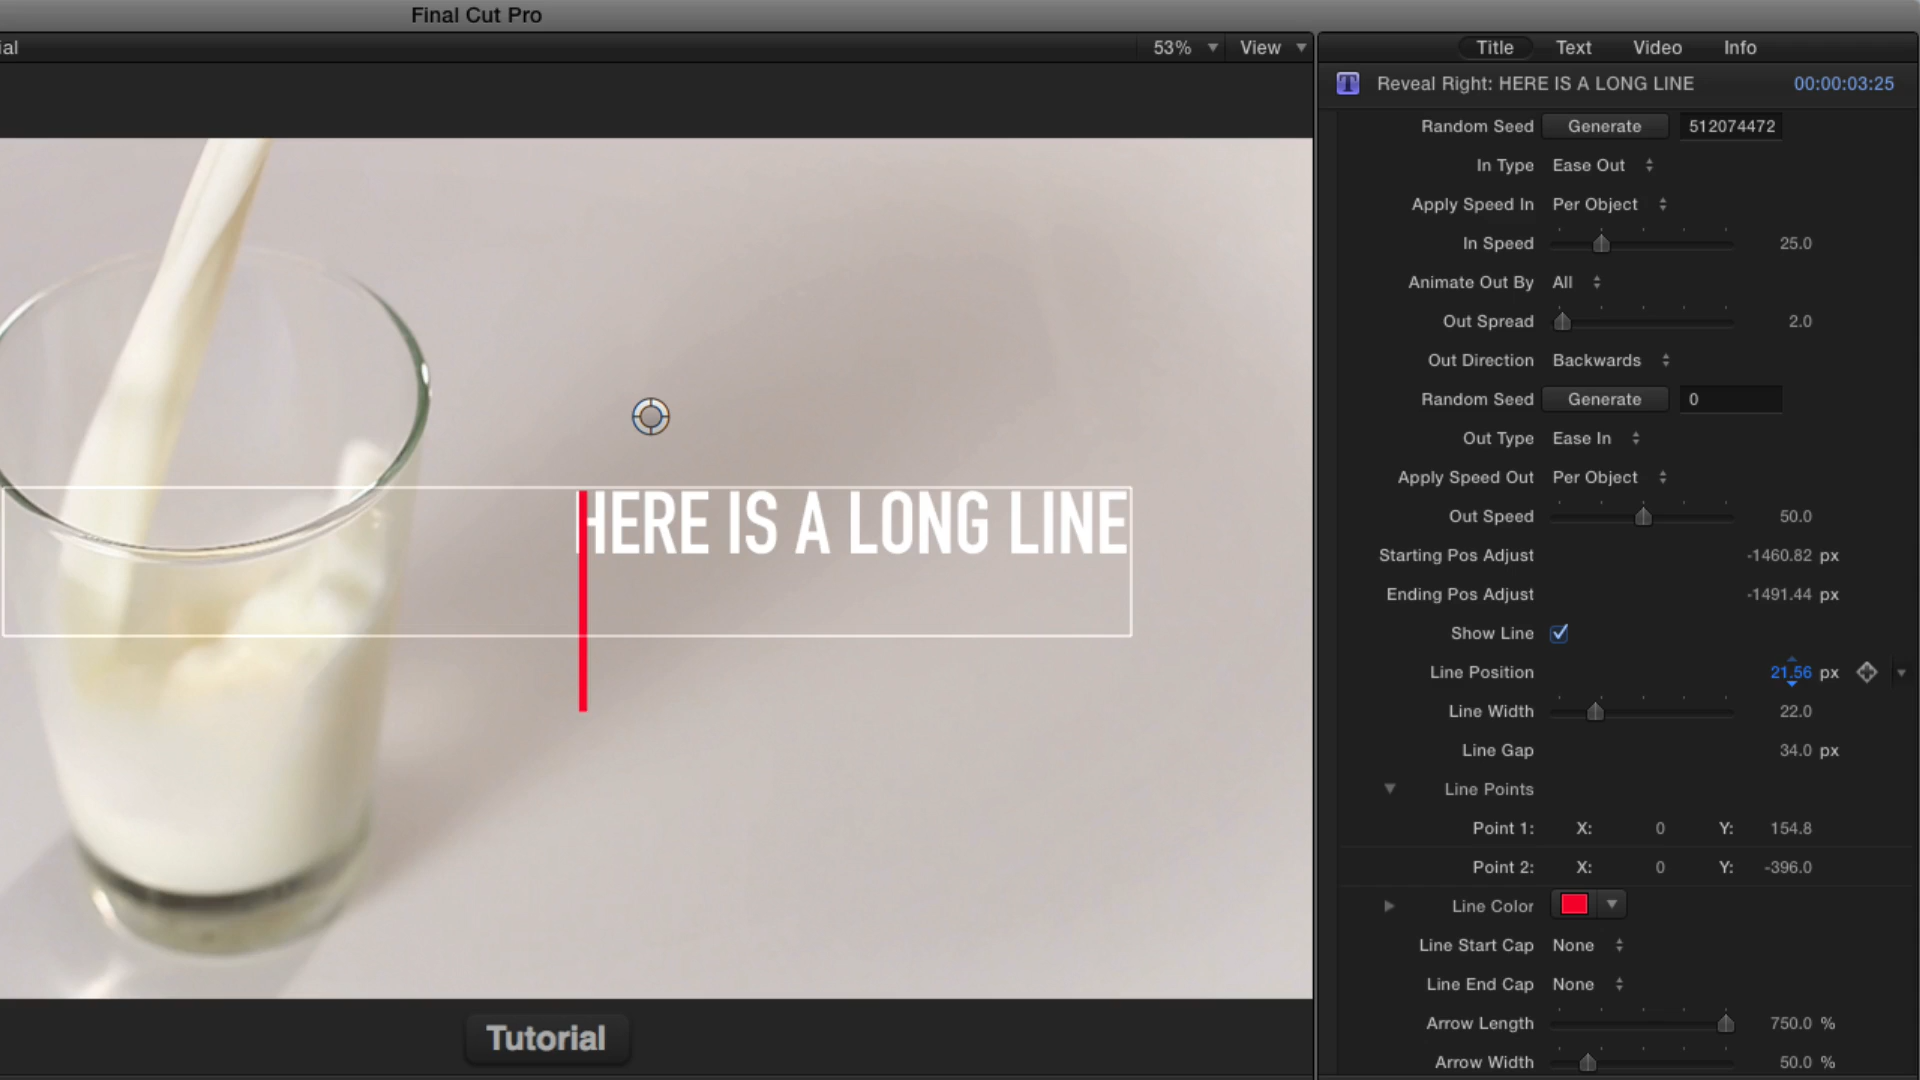 Final Cut Pro
ial
53%
View
Title
Text
Video
Info
T
Reveal Right: HERE IS A LONG LINE
00:00:03:25
Random Seed Generate 512074472
In Type Ease Out
Apply Speed In Per Object
In Speed 25.0
Animate Out By All
Out Spread 2.0
Out Direction Backwards
Random Seed Generate 0
Out Type Ease In
Apply Speed Out Per Object
Out Speed 50.0
Starting Pos Adjust -1460.82 px
Ending Pos Adjust -1491.44 px
Show Line
Line Position 21.56 px
Line Width 22.0
Line Gap 34.0 px
Line Points
Point 1: X: 0 Y: 154.8
Point 2: X: 0 Y: -396.0
Line Color
Line Start Cap None
Line End Cap None
Arrow Length 750.0 %
Arrow Width 50.0 %
HERE IS A LONG LINE
Tutorial